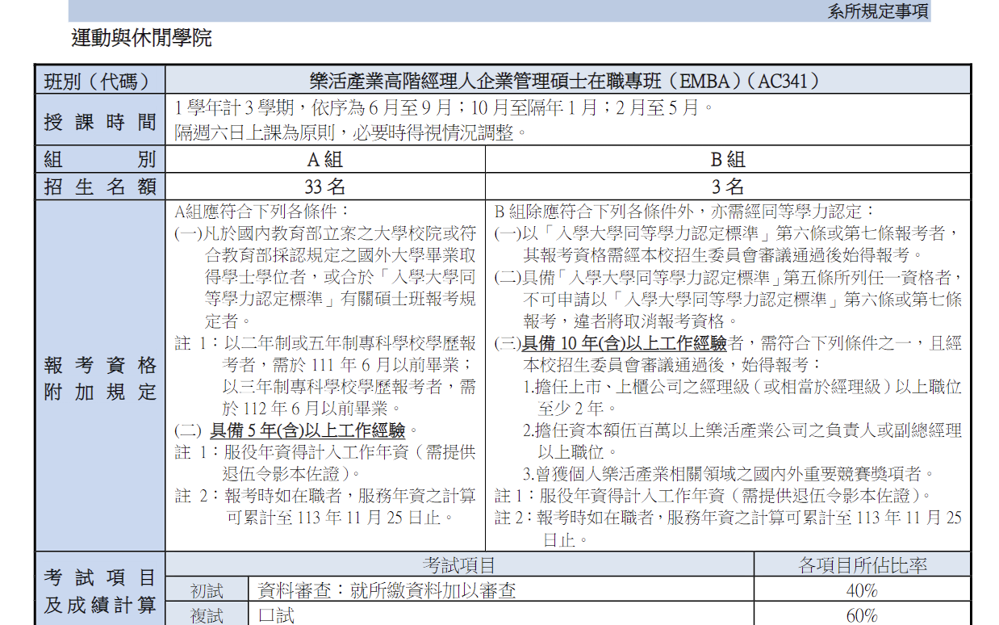 系所規定事項
運動與休閒學院
班別（代碼） 樂活產業高階經理人企業管理碩士在職專班（EMBA）（AC341）
授課時間
1 學年計 3 學期，依序為 6 月至 9 月；10 月至隔年 1 月；2 月至 5 月。
隔週六日上課為原則，必要時得視情況調整。
組別 A 組 B 組
招生名額 33 名 3 名
報考資格
附加規定
A組應符合下列各條件：
(一)凡於國內教育部立案之大學校院或符
合教育部採認規定之國外大學畢業取
得學士學位者，或合於「入學大學同
等學力認定標準」有關碩士班報考規
定者。
註 1：以二年制或五年制專科學校學歷報
考者，需於 111 年 6 月以前畢業；
以三年制專科學校學歷報考者，需
於 112 年 6 月以前畢業。
(二) 具備 5 年(含)以上工作經驗。
註 1：服役年資得計入工作年資（需提供
退伍令影本佐證）。
註 2：報考時如在職者，服務年資之計算
可累計至 113 年 11 月 25 日止。
B 組除應符合下列各條件外，亦需經同等學力認定：
(一)以「入學大學同等學力認定標準」第六條或第七條報考者，
其報考資格需經本校招生委員會審議通過後始得報考。
(二)具備「入學大學同等學力認定標準」第五條所列任一資格者，
不可申請以「入學大學同等學力認定標準」第六條或第七條
報考，違者將取消報考資格。
(三)具備 10 年(含)以上工作經驗者，需符合下列條件之一，且經
本校招生委員會審議通過後，始得報考：
1.擔任上市、上櫃公司之經理級（或相當於經理級）以上職位
至少 2 年。
2.擔任資本額伍百萬以上樂活產業公司之負責人或副總經理
以上職位。
3.曾獲個人樂活產業相關領域之國內外重要競賽獎項者。
註 1：服役年資得計入工作年資（需提供退伍令影本佐證）。
註 2：報考時如在職者，服務年資之計算可累計至 113 年 11 月 25
日止。
考試項目
及成績計算
考試項目 各項目所佔比率
初試 資料審查：就所繳資料加以審查 40%
複試 口試 60%